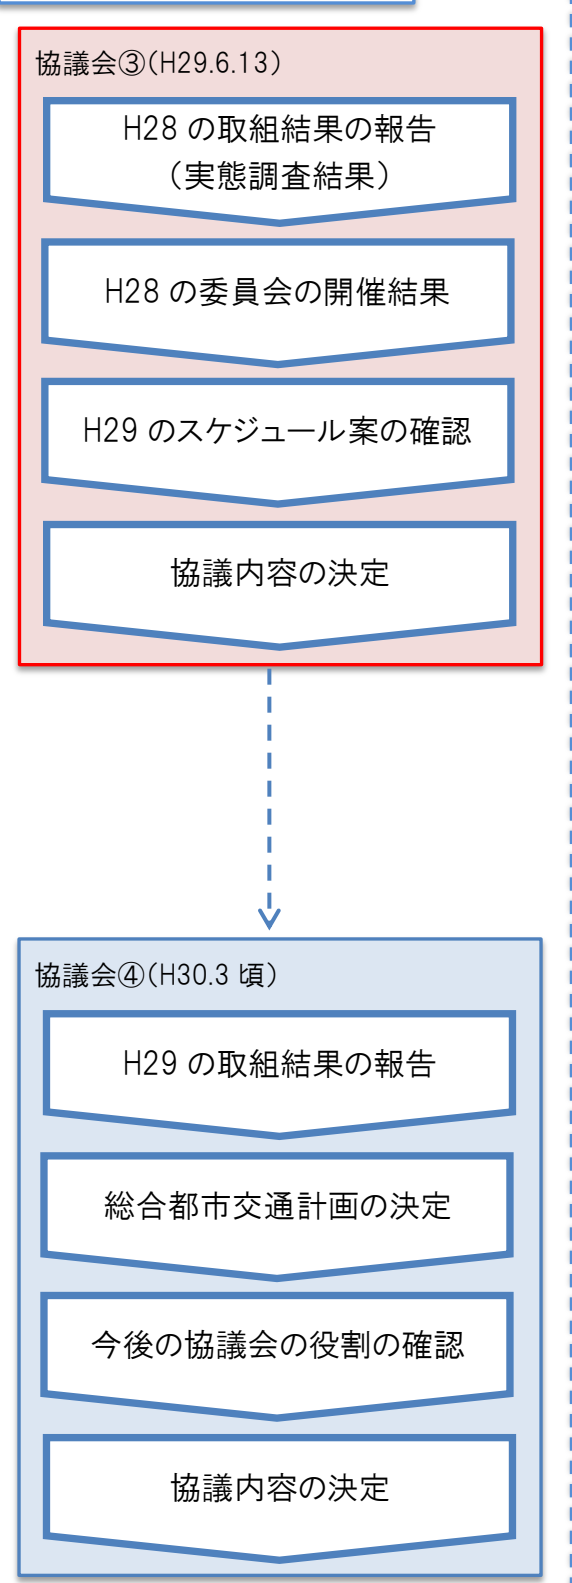 協議会③(H29.6.13)
H28 の取組結果の報告
（実態調査結果）
H28 の委員会の開催結果
H29 のスケジュール案の確認
協議内容の決定
協議会④(H30.3 頃)
H29 の取組結果の報告
総合都市交通計画の決定
今後の協議会の役割の確認
協議内容の決定